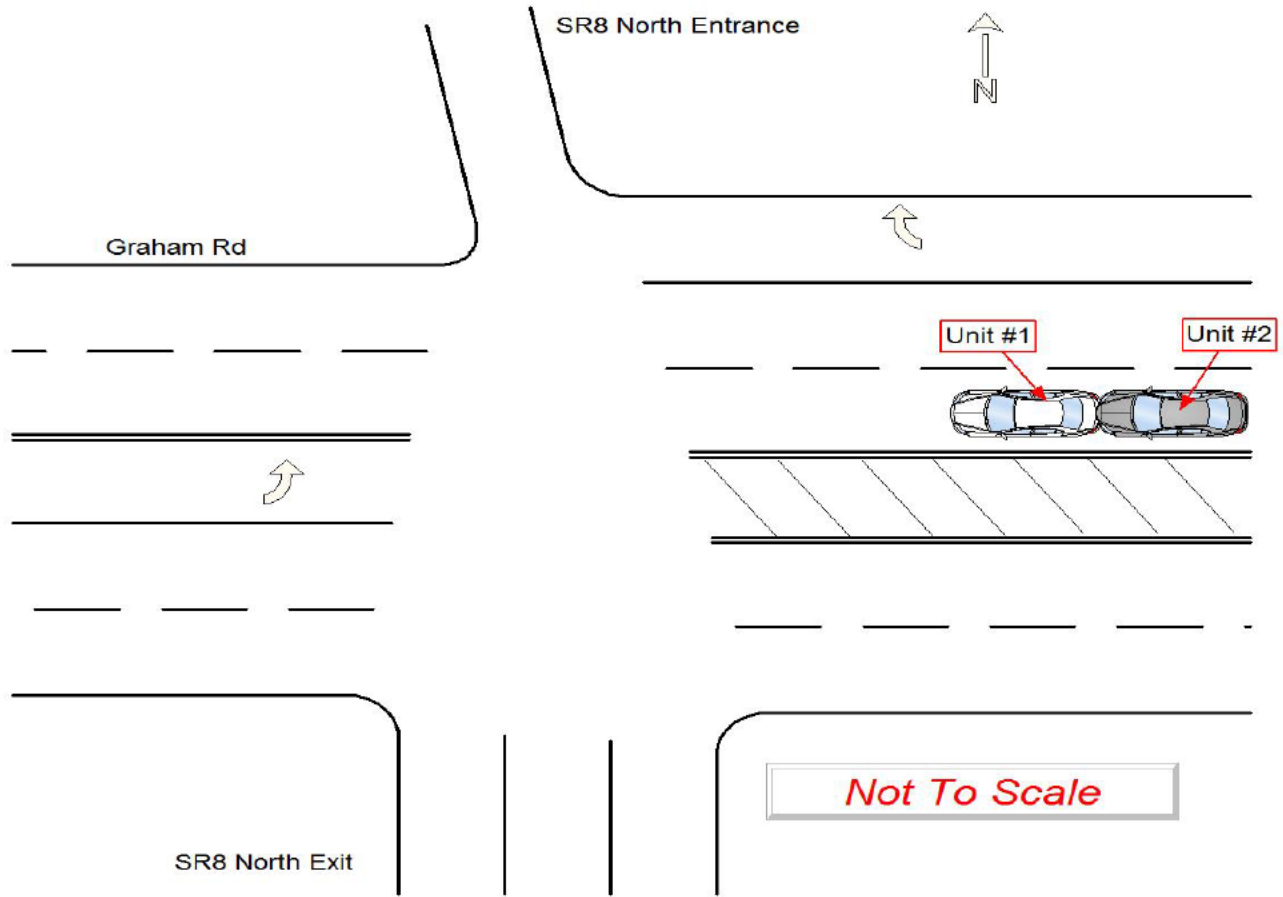 SR8 North Entrance
N
Graham Rd
Unit #1
Unit #2
Not To Scale
SR8 North Exit